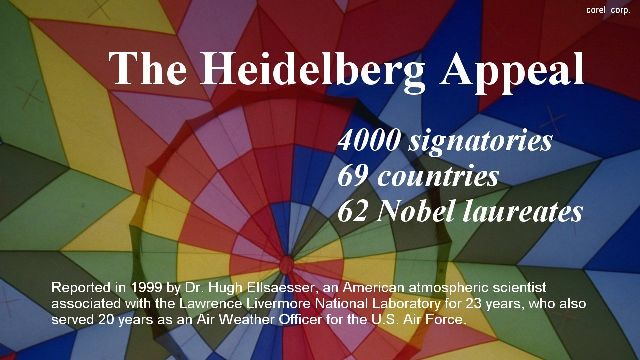 corel corp.
The Heidelberg Appeal
4000 signatories
69 countries
62 Nobel laureates
Reported in 1999 by Dr. Hugh Ellsaesser, an American atmospheric scientist
associated with the Lawrence Livermore National Laboratory for 23 years, who also
served 20 years as an Air Weather Officer for the U.S. Air Force.